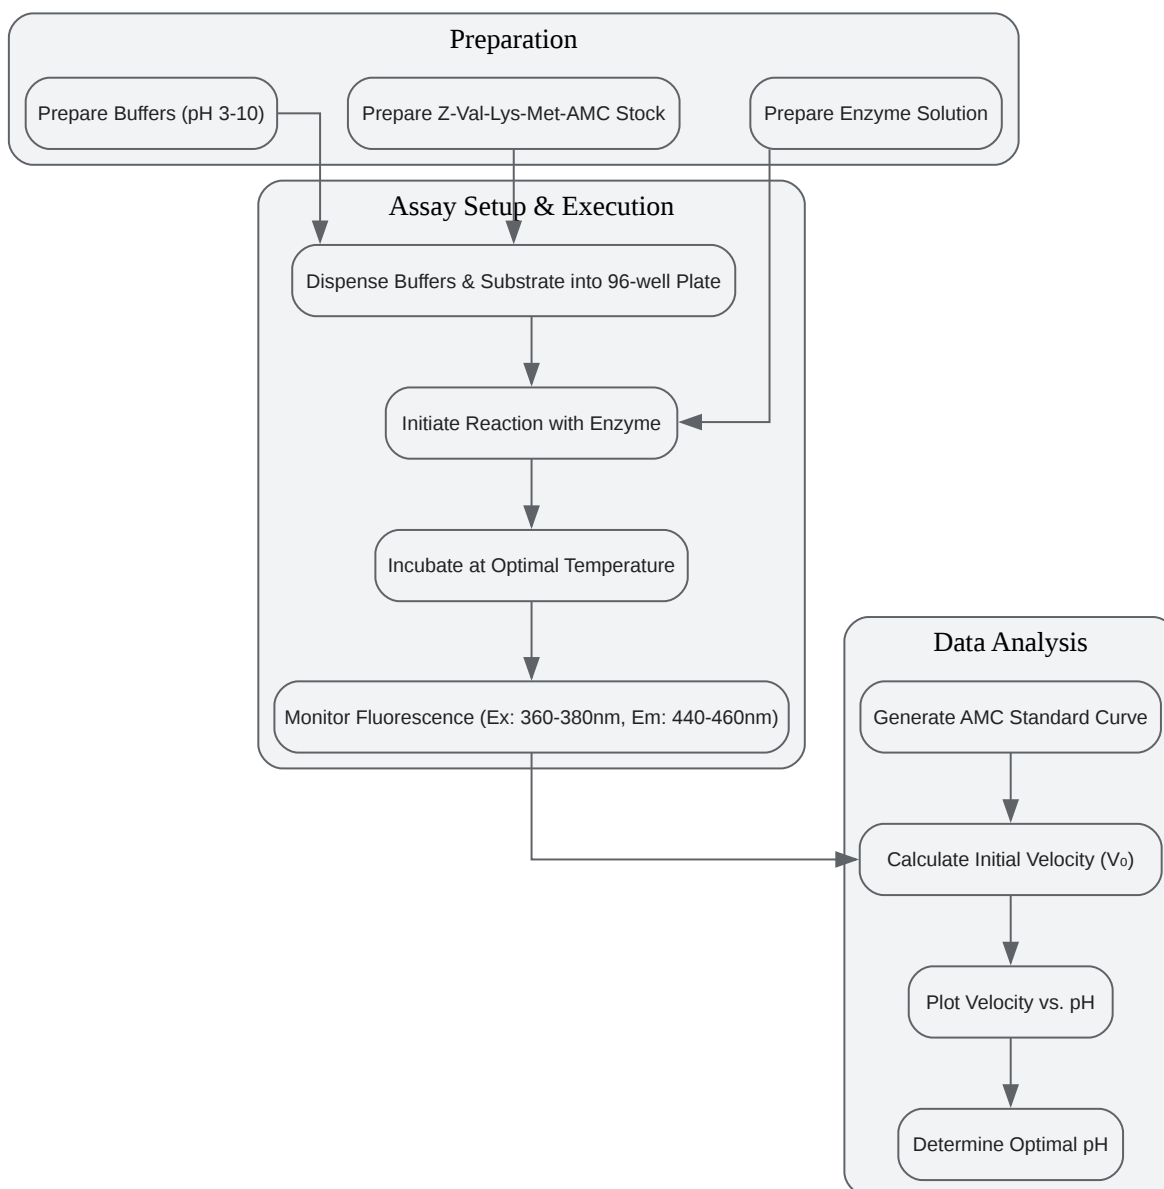 Preparation
Prepare Buffers (pH 3-10)
Prepare Z-Val-Lys-Met-AMC Stock
Prepare Enzyme Solution
Assay Setup & Execution
Dispense Buffers & Substrate into 96-well Plate
Initiate Reaction with Enzyme
Incubate at Optimal Temperature
Monitor Fluorescence (Ex: 360-380nm, Em: 440-460nm)
Data Analysis
Generate AMC Standard Curve
Calculate Initial Velocity (V₀)
Plot Velocity vs. pH
Determine Optimal pH